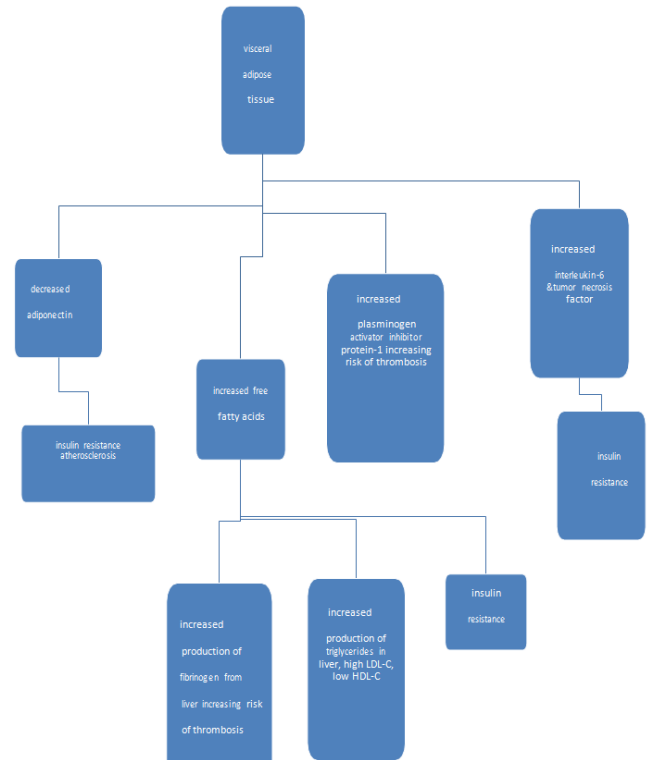 visceral
adipose
tissue
decreased
adiponectin
insulin resistance
atherosclerosis
increased free
fatty acids
increased
plasminogen
activator inhibitor
protein-1 increasing
risk of thrombosis
increased
interleukin-6
&tumor necrosis
factor
insulin
resistance
increased
production of
fibrinogen from
liver increasing risk
of thrombosis
increased
production of
triglycerides in
liver, high LDL-C,
low HDL-C
insulin
resistance